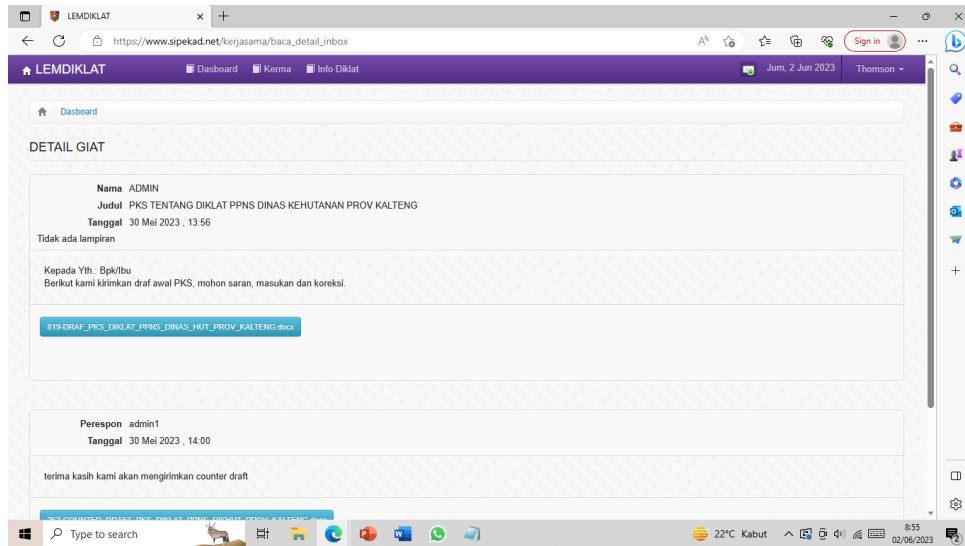 LEMDIKLAT
https://www.sipekad.net/kerjasama/baca_detail_inbox
Sign in
LEMDIKLAT
Dasboard
Kerma
Info Diklat
Jum, 2 Jun 2023
Thomson
Dasboard
DETAIL GIAT
Nama ADMIN
Judul PKS TENTANG DIKLAT PPNS DINAS KEHUTANAN PROV KALTENG
Tanggal 30 Mei 2023 , 13:56
Tidak ada lampiran
Kepada Yth.: Bpk/Ibu
Berikut kami kirimkan draf awal PKS, mohon saran, masukan dan koreksi.
819-DRAF_PKS_DIKLAT_PPNS_DINAS_HUT_PROV_KALTENG.docx
Perespon admin1
Tanggal 30 Mei 2023 , 14:00
terima kasih kami akan mengirimkan counter draft
Type to search
22°C Kabut
8:55
02/06/2023
2